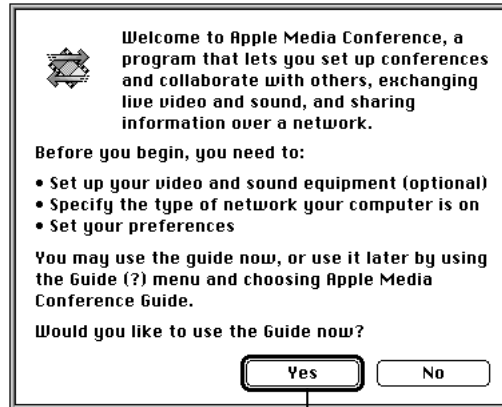 Welcome to Apple Media Conference, a
program that lets you set up conferences
and collaborate with others, exchanging
live video and sound, and sharing
information over a network.
Before you begin, you need to:
• Set up your video and sound equipment (optional)
• Specify the type of network your computer is on
• Set your preferences
You may use the guide now, or use it later by using
the Guide (?) menu and choosing Apple Media
Conference Guide.
Would you like to use the Guide now?
Yes No